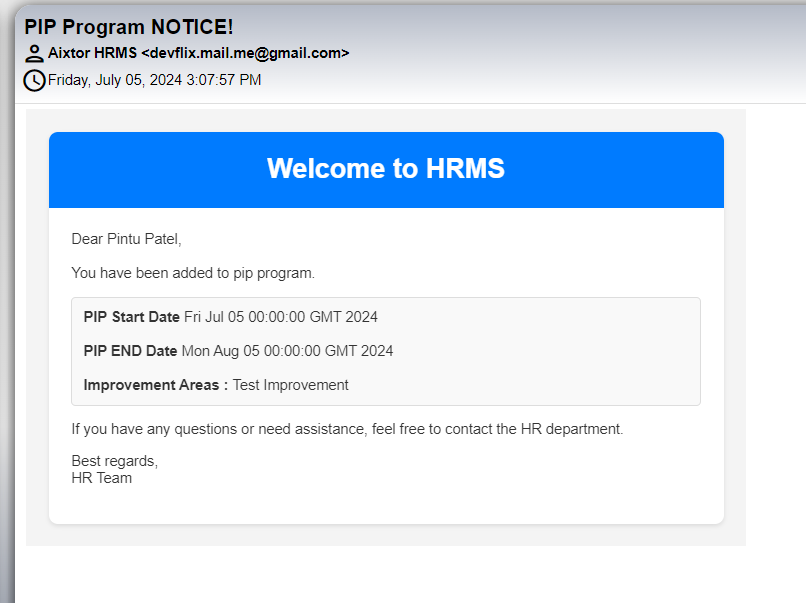 PIP Program NOTICE!
Aixtor HRMS <devflix.mail.me@gmail.com>
Friday, July 05, 2024 3:07:57 PM
Welcome to HRMS
Dear Pintu Patel,
You have been added to pip program.
PIP Start Date Fri Jul 05 00:00:00 GMT 2024
PIP END Date Mon Aug 05 00:00:00 GMT 2024
Improvement Areas : Test Improvement
If you have any questions or need assistance, feel free to contact the HR department.
Best regards,
HR Team